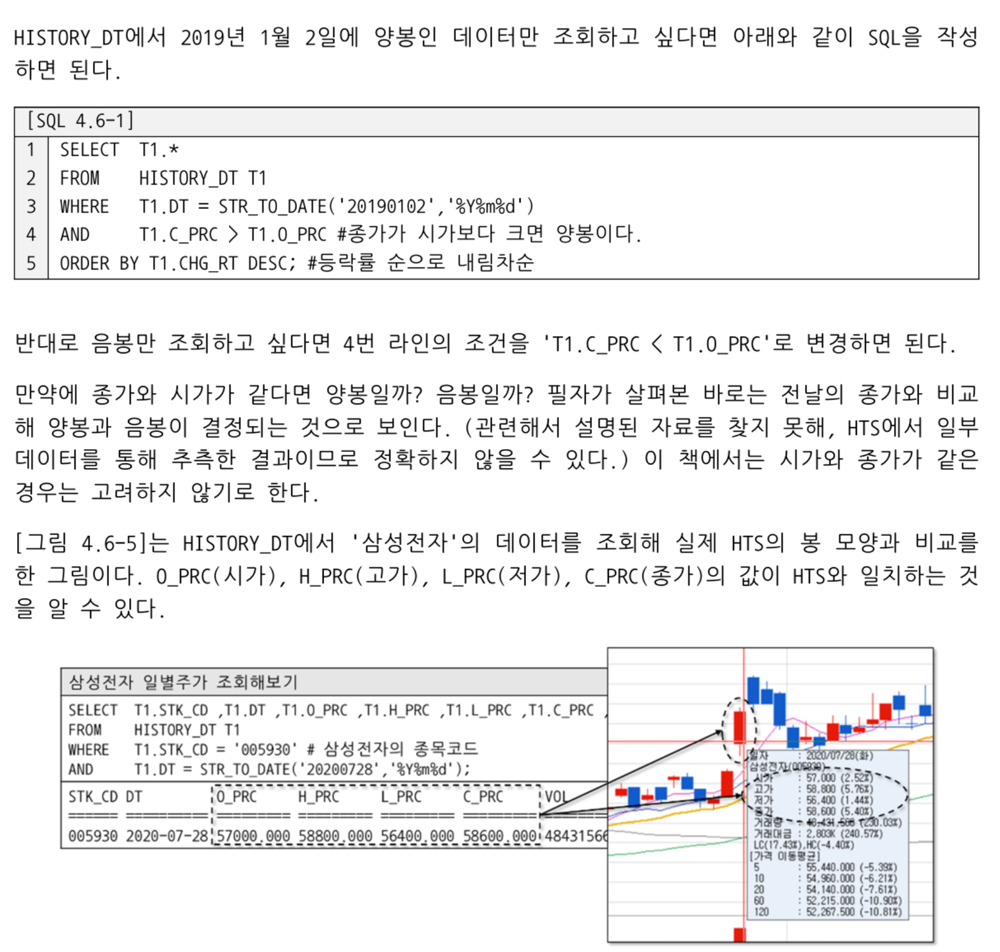 HISTORY_DT에서 2019년 1월 2일에 양봉인 데이터만 조회하고 싶다면 아래와 같이 SQL을 작성
하면 된다.
[SQL 4.6-1]
1 SELECT T1.*
2 FROM HISTORY_DT T1
3 WHERE T1.DT = STR_TO_DATE('20190102','%Y%m%d')
4 AND T1.C_PRC > T1.O_PRC #종가가 시가보다 크면 양봉이다.
5 ORDER BY T1.CHG_RT DESC; #등락률 순으로 내림차순
반대로 음봉만 조회하고 싶다면 4번 라인의 조건을 'T1.C_PRC < T1.O_PRC'로 변경하면 된다.
만약에 종가와 시가가 같다면 양봉일까? 음봉일까? 필자가 살펴본 바로는 전날의 종가와 비교
해 양봉과 음봉이 결정되는 것으로 보인다. (관련해서 설명된 자료를 찾지 못해, HTS에서 일부
데이터를 통해 추측한 결과이므로 정확하지 않을 수 있다.) 이 책에서는 시가와 종가가 같은
경우는 고려하지 않기로 한다.
[그림 4.6-5]는 HISTORY_DT에서 '삼성전자'의 데이터를 조회해 실제 HTS의 봉 모양과 비교를
한 그림이다. O_PRC(시가), H_PRC(고가), L_PRC(저가), C_PRC(종가)의 값이 HTS와 일치하는 것
을 알 수 있다.
삼성전자 일별주가 조회해보기
SELECT T1.STK_CD ,T1.DT ,T1.O_PRC ,T1.H_PRC ,T1.L_PRC ,T1.C_PRC ,
FROM HISTORY_DT T1
WHERE T1.STK_CD = '005930' # 삼성전자의 종목코드
AND T1.DT = STR_TO_DATE('20200728','%Y%m%d');
STK_CD DT O_PRC H_PRC L_PRC C_PRC VOL
====== ========== ========= ========= ========= =========
005930 2020-07-28 57000.000 58800.000 56400.000 58600.000 48431566
일자 : 2020/07/28(화)
삼성전자(005930)
시가 : 57,000 (2.52%)
고가 : 58,800 (5.76%)
저가 : 56,400 (1.44%)
종가 : 58,600 (5.40%)
거래량 : 48,431,566 (230.03%)
거래대금 : 2,803K (240.57%)
LC(17.43%),HC(-4.40%)
[가격 이동평균]
5 : 55,440.000 (-5.39%)
10 : 54,960.000 (-6.21%)
20 : 54,140.000 (-7.61%)
60 : 52,215.000 (-10.90%)
120 : 52,267.500 (-10.81%)